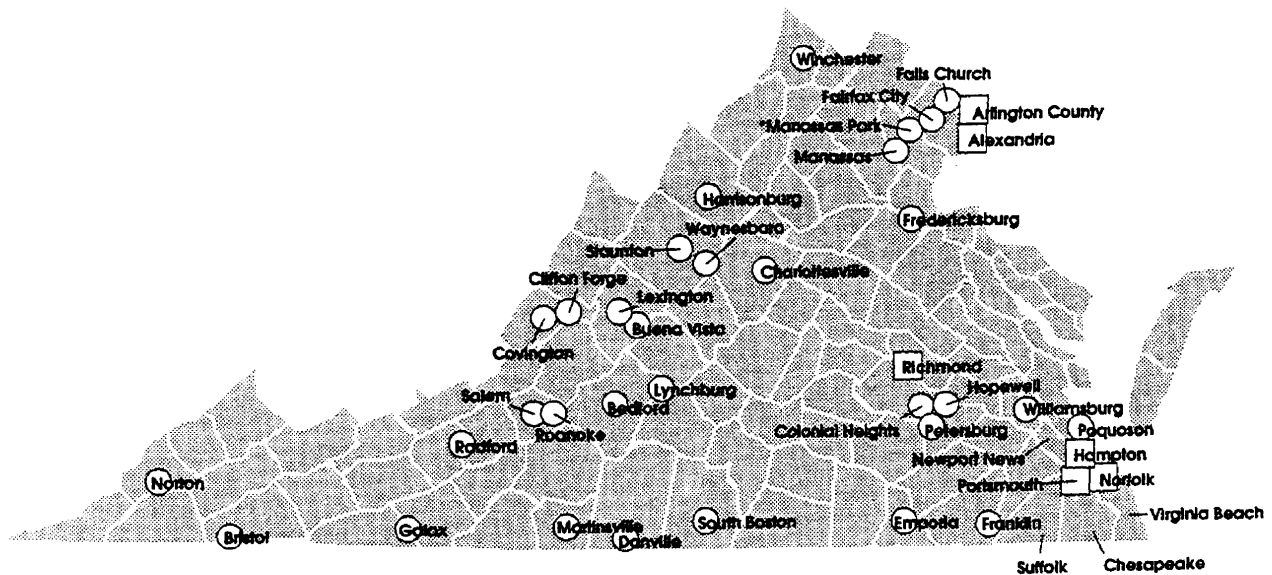 Winchester
Falls Church
Fairfax City
Arlington County
*Manassas Park
Alexandria
Manassas
Harrisonburg
Fredericksburg
Waynesboro
Staunton
Charlottesville
Clifton Forge
Lexington
Buena Vista
Covington
Richmond
Hopewell
Salem
Lynchburg
Bedford
Williamsburg
Roanoke
Colonial Heights
Petersburg
Poquoson
Radford
Newport News
Hampton
Norton
Portsmouth
Norfolk
Virginia Beach
Bristol
Galax
Martinsville
Danville
South Boston
Emporia
Franklin
Suffolk
Chesapeake